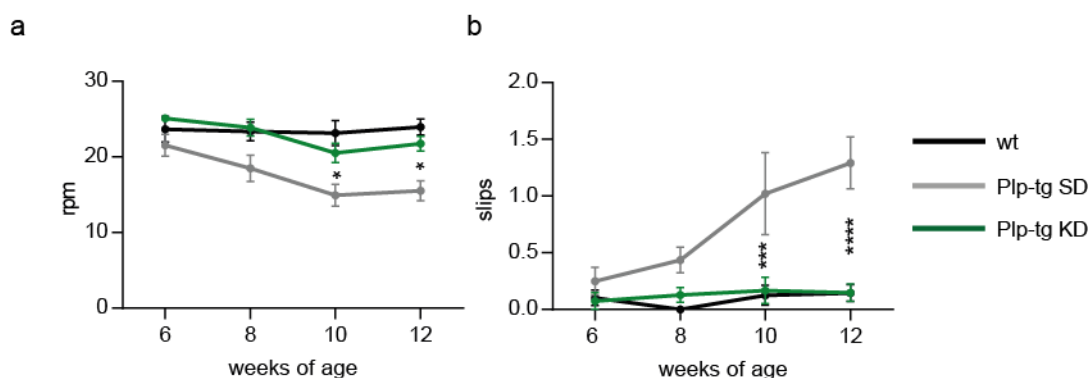 a
30
20
10
0
rpm
6 8 10 12
weeks of age
* *
b
2.0
1.5
1.0
0.5
0.0
slips
6 8 10 12
weeks of age
*** ****
wt
Plp-tg SD
Plp-tg KD